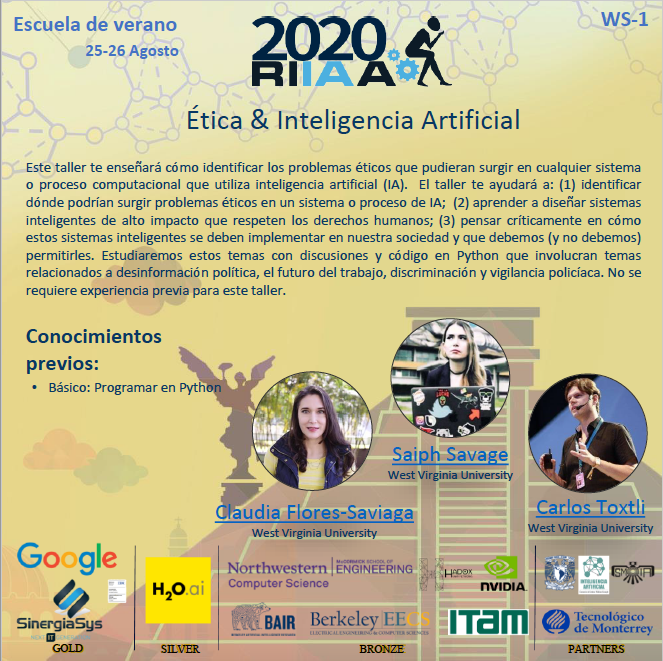 Escuela de verano
25-26 Agosto
WS-1
2020
RIIAA
Ética & Inteligencia Artificial
Este taller te enseñará cómo identificar los problemas éticos que pudieran surgir en cualquier sistema
o proceso computacional que utiliza inteligencia artificial (IA). El taller te ayudará a: (1) identificar
dónde podrían surgir problemas éticos en un sistema o proceso de IA; (2) aprender a diseñar sistemas
inteligentes de alto impacto que respeten los derechos humanos; (3) pensar críticamente en cómo
estos sistemas inteligentes se deben implementar en nuestra sociedad y que debemos (y no debemos)
permitirles. Estudiaremos estos temas con discusiones y código en Python que involucran temas
relacionados a desinformación política, el futuro del trabajo, discriminación y vigilancia policíaca. No se
requiere experiencia previa para este taller.
Conocimientos
previos:
• Básico: Programar en Python
Saiph Savage
West Virginia University
Claudia Flores-Saviaga
West Virginia University
Carlos Toxtli
West Virginia University
Google
SinergiaSys
IT
GOLD
H2O.ai
SILVER
Northwestern
Computer Science
McCORMICK SCHOOL OF
ENGINEERING
HADOX
NVIDIA
BAIR
Berkeley EECS
ELECTRICAL ENGINEERING & COMPUTER SCIENCES
ITAM
BRONZE
INTELIGENCIA
ARTIFICIAL
SMIA
Tecnológico
de Monterrey
PARTNERS